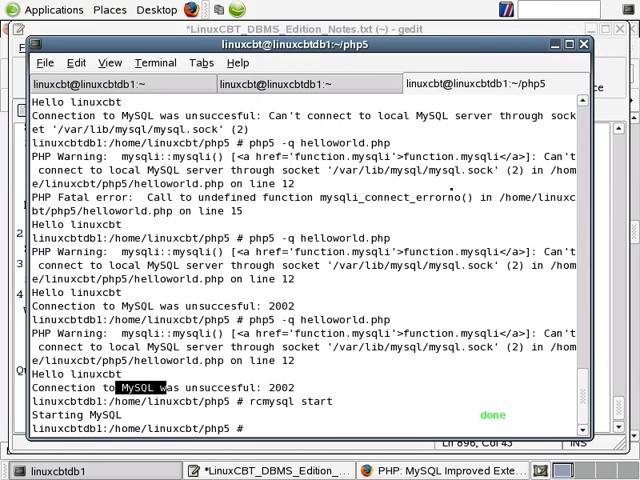 Applications Places Desktop
*LinuxCBT_DBMS_Edition_Notes.txt (~) - gedit
linuxcbt@linuxcbtdb1:~/php5
File Edit View Terminal Tabs Help
linuxcbt@linuxcbtdb1:~ linuxcbt@linuxcbtdb1:~ linuxcbt@linuxcbtdb1:~/php5
Hello linuxcbt
Connection to MySQL was unsuccesful: Can't connect to local MySQL server through sock
et '/var/lib/mysql/mysql.sock' (2)
linuxcbtdb1:/home/linuxcbt/php5 # php5 -q helloworld.php
PHP Warning:  mysqli::mysqli() [<a href='function.mysqli'>function.mysqli</a>]: Can't
 connect to local MySQL server through socket '/var/lib/mysql/mysql.sock' (2) in /hom
e/linuxcbt/php5/helloworld.php on line 12
PHP Fatal error:  Call to undefined function mysqli_connect_errorno() in /home/linuxc
bt/php5/helloworld.php on line 15
Hello linuxcbt
linuxcbtdb1:/home/linuxcbt/php5 # php5 -q helloworld.php
PHP Warning:  mysqli::mysqli() [<a href='function.mysqli'>function.mysqli</a>]: Can't
 connect to local MySQL server through socket '/var/lib/mysql/mysql.sock' (2) in /hom
e/linuxcbt/php5/helloworld.php on line 12
Hello linuxcbt
Connection to MySQL was unsuccesful: 2002
linuxcbtdb1:/home/linuxcbt/php5 # php5 -q helloworld.php
PHP Warning:  mysqli::mysqli() [<a href='function.mysqli'>function.mysqli</a>]: Can't
 connect to local MySQL server through socket '/var/lib/mysql/mysql.sock' (2) in /hom
e/linuxcbt/php5/helloworld.php on line 12
Hello linuxcbt
Connection to MySQL was unsuccesful: 2002
linuxcbtdb1:/home/linuxcbt/php5 # rcmysql start
Starting MySQL done
linuxcbtdb1:/home/linuxcbt/php5 #
2
3
4
Ln 896, Col 43 INS
linuxcbtdb1 *LinuxCBT_DBMS_Edition_... PHP: MySQL Improved Exte...